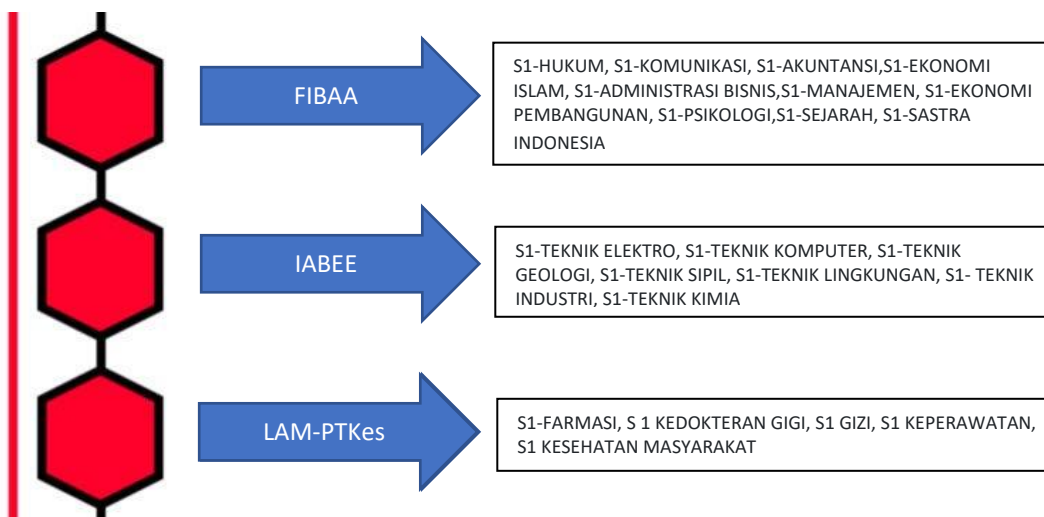 FIBAA
S1-HUKUM, S1-KOMUNIKASI, S1-AKUNTANSI,S1-EKONOMI
ISLAM, S1-ADMINISTRASI BISNIS,S1-MANAJEMEN, S1-EKONOMI
PEMBANGUNAN, S1-PSIKOLOGI,S1-SEJARAH, S1-SASTRA
INDONESIA
IABEE
S1-TEKNIK ELEKTRO, S1-TEKNIK KOMPUTER, S1-TEKNIK
GEOLOGI, S1-TEKNIK SIPIL, S1-TEKNIK LINGKUNGAN, S1- TEKNIK
INDUSTRI, S1-TEKNIK KIMIA
LAM-PTKes
S1-FARMASI, S 1 KEDOKTERAN GIGI, S1 GIZI, S1 KEPERAWATAN,
S1 KESEHATAN MASYARAKAT